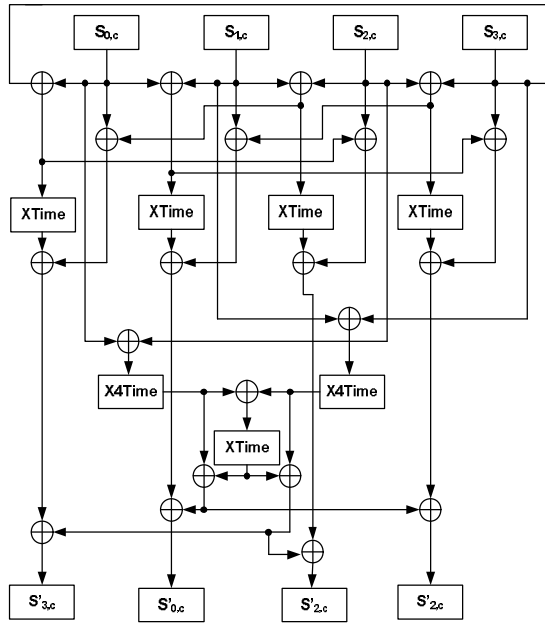 S0,c S1,c S2,c S3,c
XTime XTime XTime XTime
X4Time X4Time
XTime
S'3,c S'0,c S'2,c S'2,c